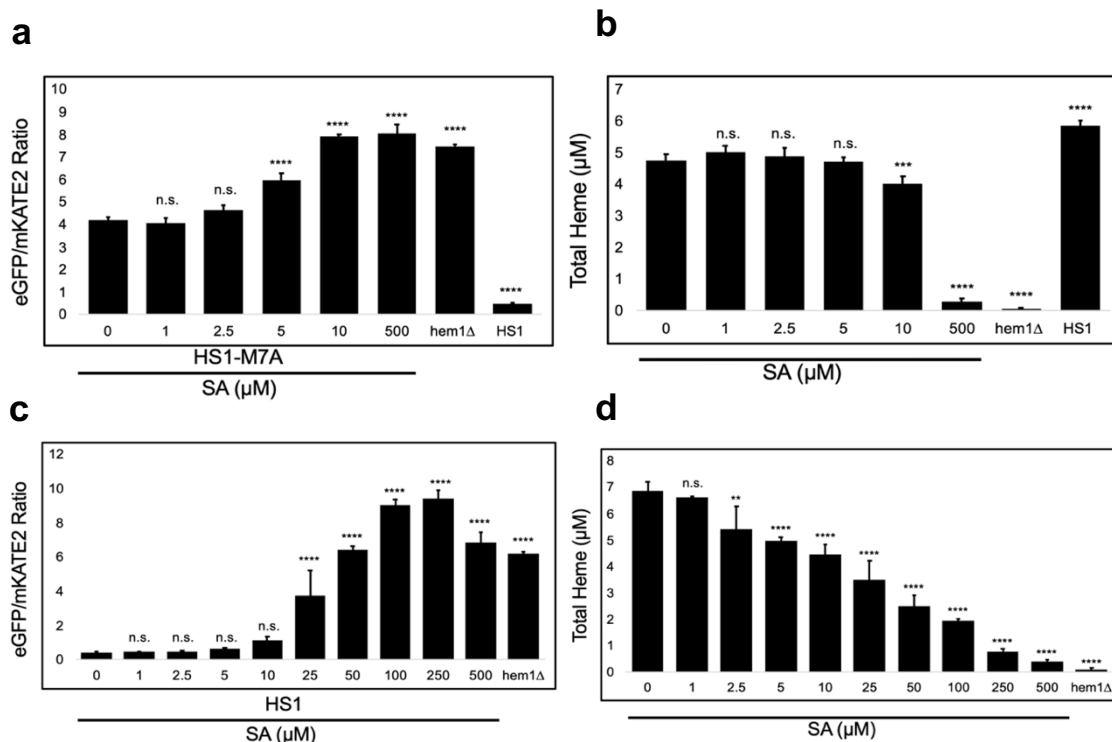 a
eGFP/mKATE2 Ratio
10
9
8
7
6
5
4
3
2
1
0
n.s.
n.s.
****
****
****
****
****
0 1 2.5 5 10 500 hem1Δ HS1
HS1-M7A
SA (µM)
b
Total Heme (µM)
7
6
5
4
3
2
1
0
n.s.
n.s.
n.s.
***
****
****
****
0 1 2.5 5 10 500 hem1Δ HS1
SA (µM)
c
eGFP/mKATE2 Ratio
12
10
8
6
4
2
0
n.s.
n.s.
n.s.
n.s.
****
****
****
****
****
****
0 1 2.5 5 10 25 50 100 250 500 hem1Δ
HS1
SA (µM)
d
Total Heme (µM)
8
7
6
5
4
3
2
1
0
n.s.
**
****
****
****
****
****
****
****
****
0 1 2.5 5 10 25 50 100 250 500 hem1Δ
SA (µM)